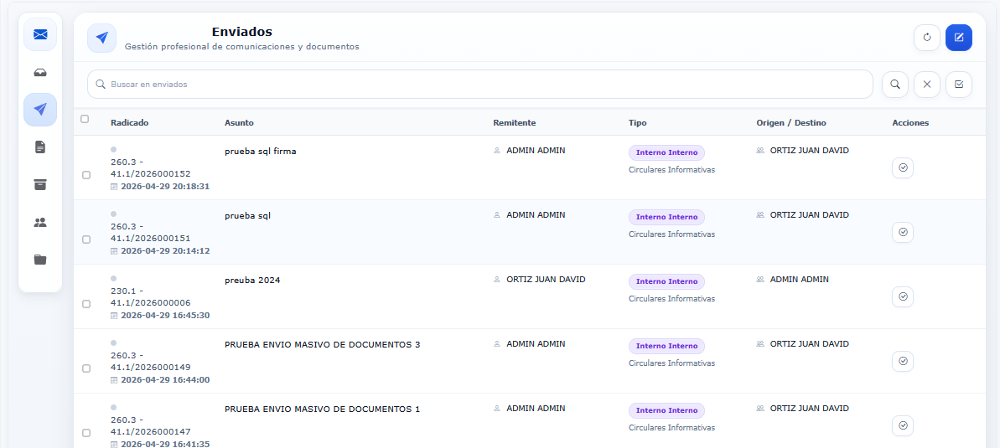 Enviados
Gestión profesional de comunicaciones y documentos
Buscar en enviados
Radicado Asunto Remitente Tipo Origen / Destino Acciones
prueba sql firma ADMIN ADMIN Interno Interno ORTIZ JUAN DAVID
260.3 -
41.1/2026000152 Circulares Informativas
2026-04-29 20:18:31
prueba sql ADMIN ADMIN Interno Interno ORTIZ JUAN DAVID
260.3 -
41.1/2026000151 Circulares Informativas
2026-04-29 20:14:12
preuba 2024 ORTIZ JUAN DAVID Interno Interno ADMIN ADMIN
230.1 -
41.1/2026000006 Circulares Informativas
2026-04-29 16:45:30
PRUEBA ENVIO MASIVO DE DOCUMENTOS 3 ADMIN ADMIN Interno Interno ORTIZ JUAN DAVID
260.3 -
41.1/2026000149 Circulares Informativas
2026-04-29 16:44:00
PRUEBA ENVIO MASIVO DE DOCUMENTOS 1 ADMIN ADMIN Interno Interno ORTIZ JUAN DAVID
260.3 -
41.1/2026000147 Circulares Informativas
2026-04-29 16:41:35